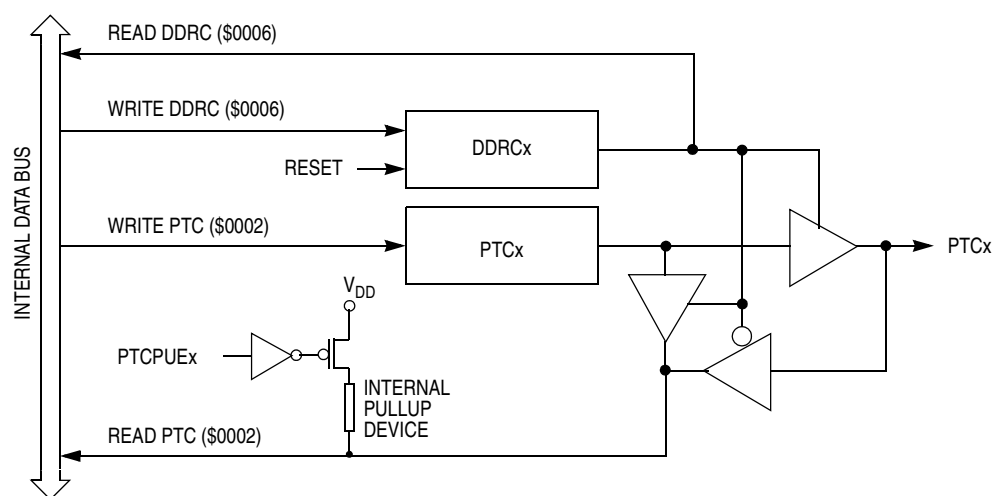 READ DDRC ($0006)
WRITE DDRC ($0006)
DDRCx
RESET
INTERNAL DATA BUS
WRITE PTC ($0002)
PTCx
PTCx
VDD
PTCPUEx
INTERNAL
PULLUP
DEVICE
READ PTC ($0002)